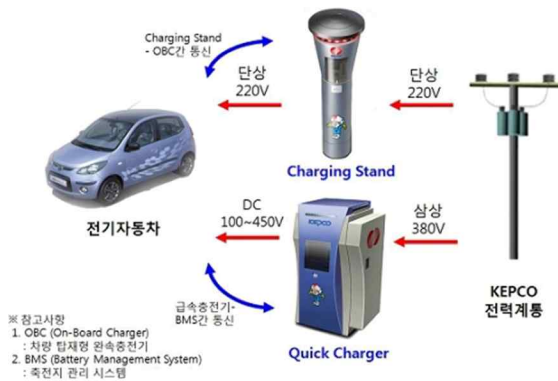 Charging Stand
- OBC간 통신
단상
220V
단상
220V
Charging Stand
전기자동차
DC
100~450V
삼상
380V
KEPCO
전력계통
급속충전기-
BMS간 통신
Quick Charger
※ 참고사항
1. OBC (On-Board Charger)
: 차량 탑재형 완속충전기
2. BMS (Battery Management System)
: 축전지 관리 시스템